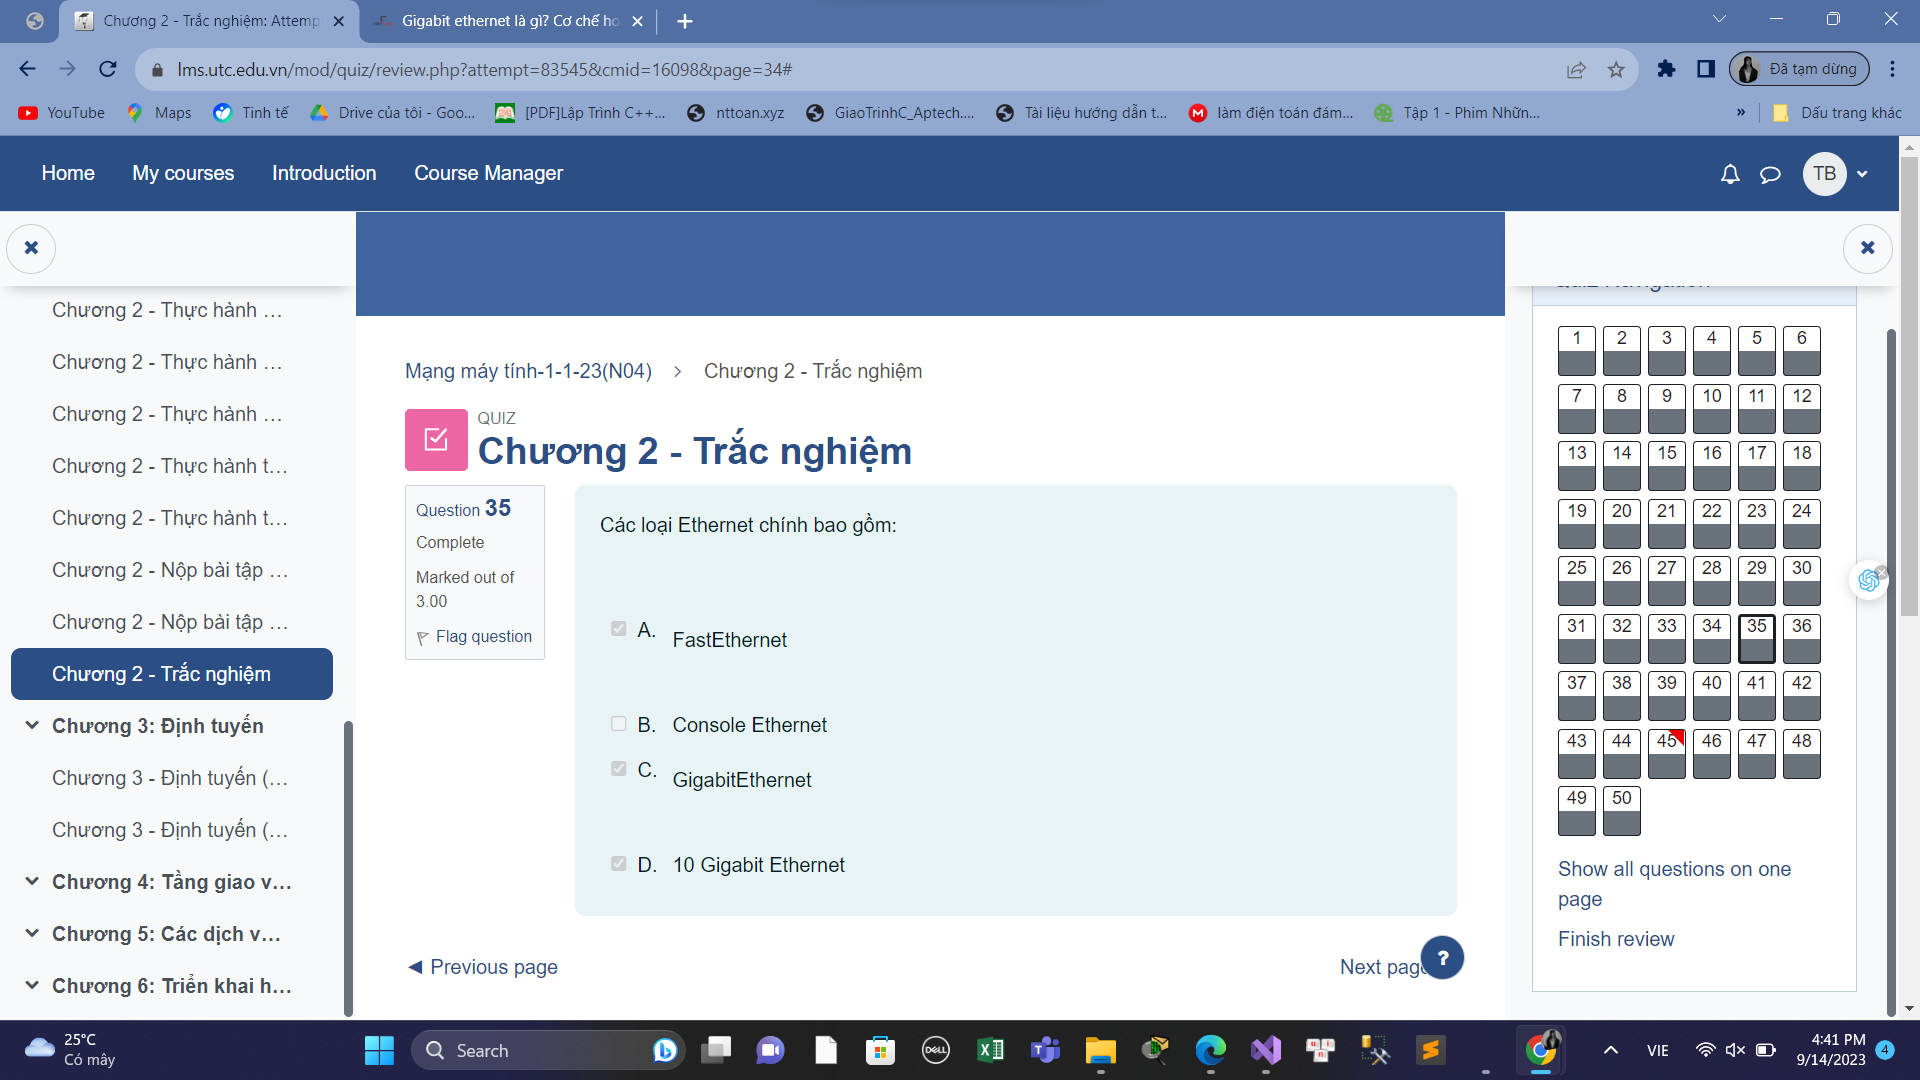 Chương 2 - Trắc nghiệm: Attemp
Gigabit ethernet là gì? Cơ chế ho
lms.utc.edu.vn/mod/quiz/review.php?attempt=83545&cmid=16098&page=34#
Đã tạm dừng
YouTube
Maps
Tinh tế
Drive của tôi - Goo...
[PDF]Lập Trình C++...
nttoan.xyz
GiaoTrinhC_Aptech....
Tài liệu hướng dẫn t...
làm điện toán đám...
Tập 1 - Phim Nhữn...
»
Dấu trang khác
Home
My courses
Introduction
Course Manager
TB
Chương 2 - Thực hành ...
Chương 2 - Thực hành ...
Chương 2 - Thực hành ...
Chương 2 - Thực hành t...
Chương 2 - Thực hành t...
Chương 2 - Nộp bài tập ...
Chương 2 - Nộp bài tập ...
Chương 2 - Trắc nghiệm
Chương 3: Định tuyến
Chương 3 - Định tuyến (...
Chương 3 - Định tuyến (...
Chương 4: Tầng giao v...
Chương 5: Các dịch v...
Chương 6: Triển khai h...
Mạng máy tính-1-1-23(N04) > Chương 2 - Trắc nghiệm
QUIZ
Chương 2 - Trắc nghiệm
Question 35
Complete
Marked out of
3.00
Flag question
Các loại Ethernet chính bao gồm:
A. FastEthernet
B. Console Ethernet
C. GigabitEthernet
D. 10 Gigabit Ethernet
◄ Previous page
Next page
?
Quiz Navigation
1 2 3 4 5 6
7 8 9 10 11 12
13 14 15 16 17 18
19 20 21 22 23 24
25 26 27 28 29 30
31 32 33 34 35 36
37 38 39 40 41 42
43 44 45 46 47 48
49 50
Show all questions on one
page
Finish review
25°C
Có mây
Search
DELL
VIE
4:41 PM
9/14/2023
4